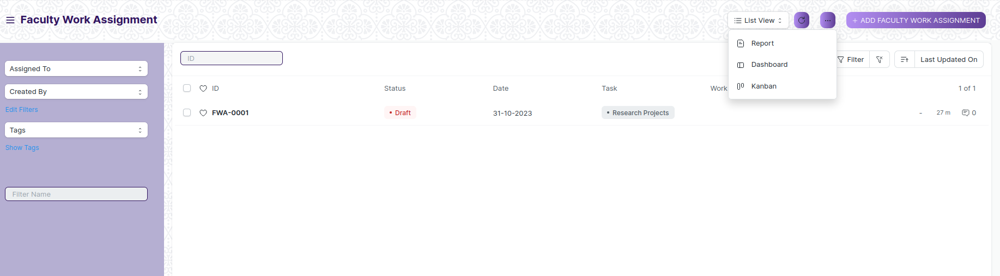 Faculty Work Assignment
List View
...
+ ADD FACULTY WORK ASSIGNMENT
Report
Dashboard
Kanban
Assigned To
Created By
Edit Filters
Tags
Show Tags
Filter Name
ID
Filter
Last Updated On
ID Status Date Task Work 1 of 1
FWA-0001 • Draft 31-10-2023 • Research Projects - 27 m 0